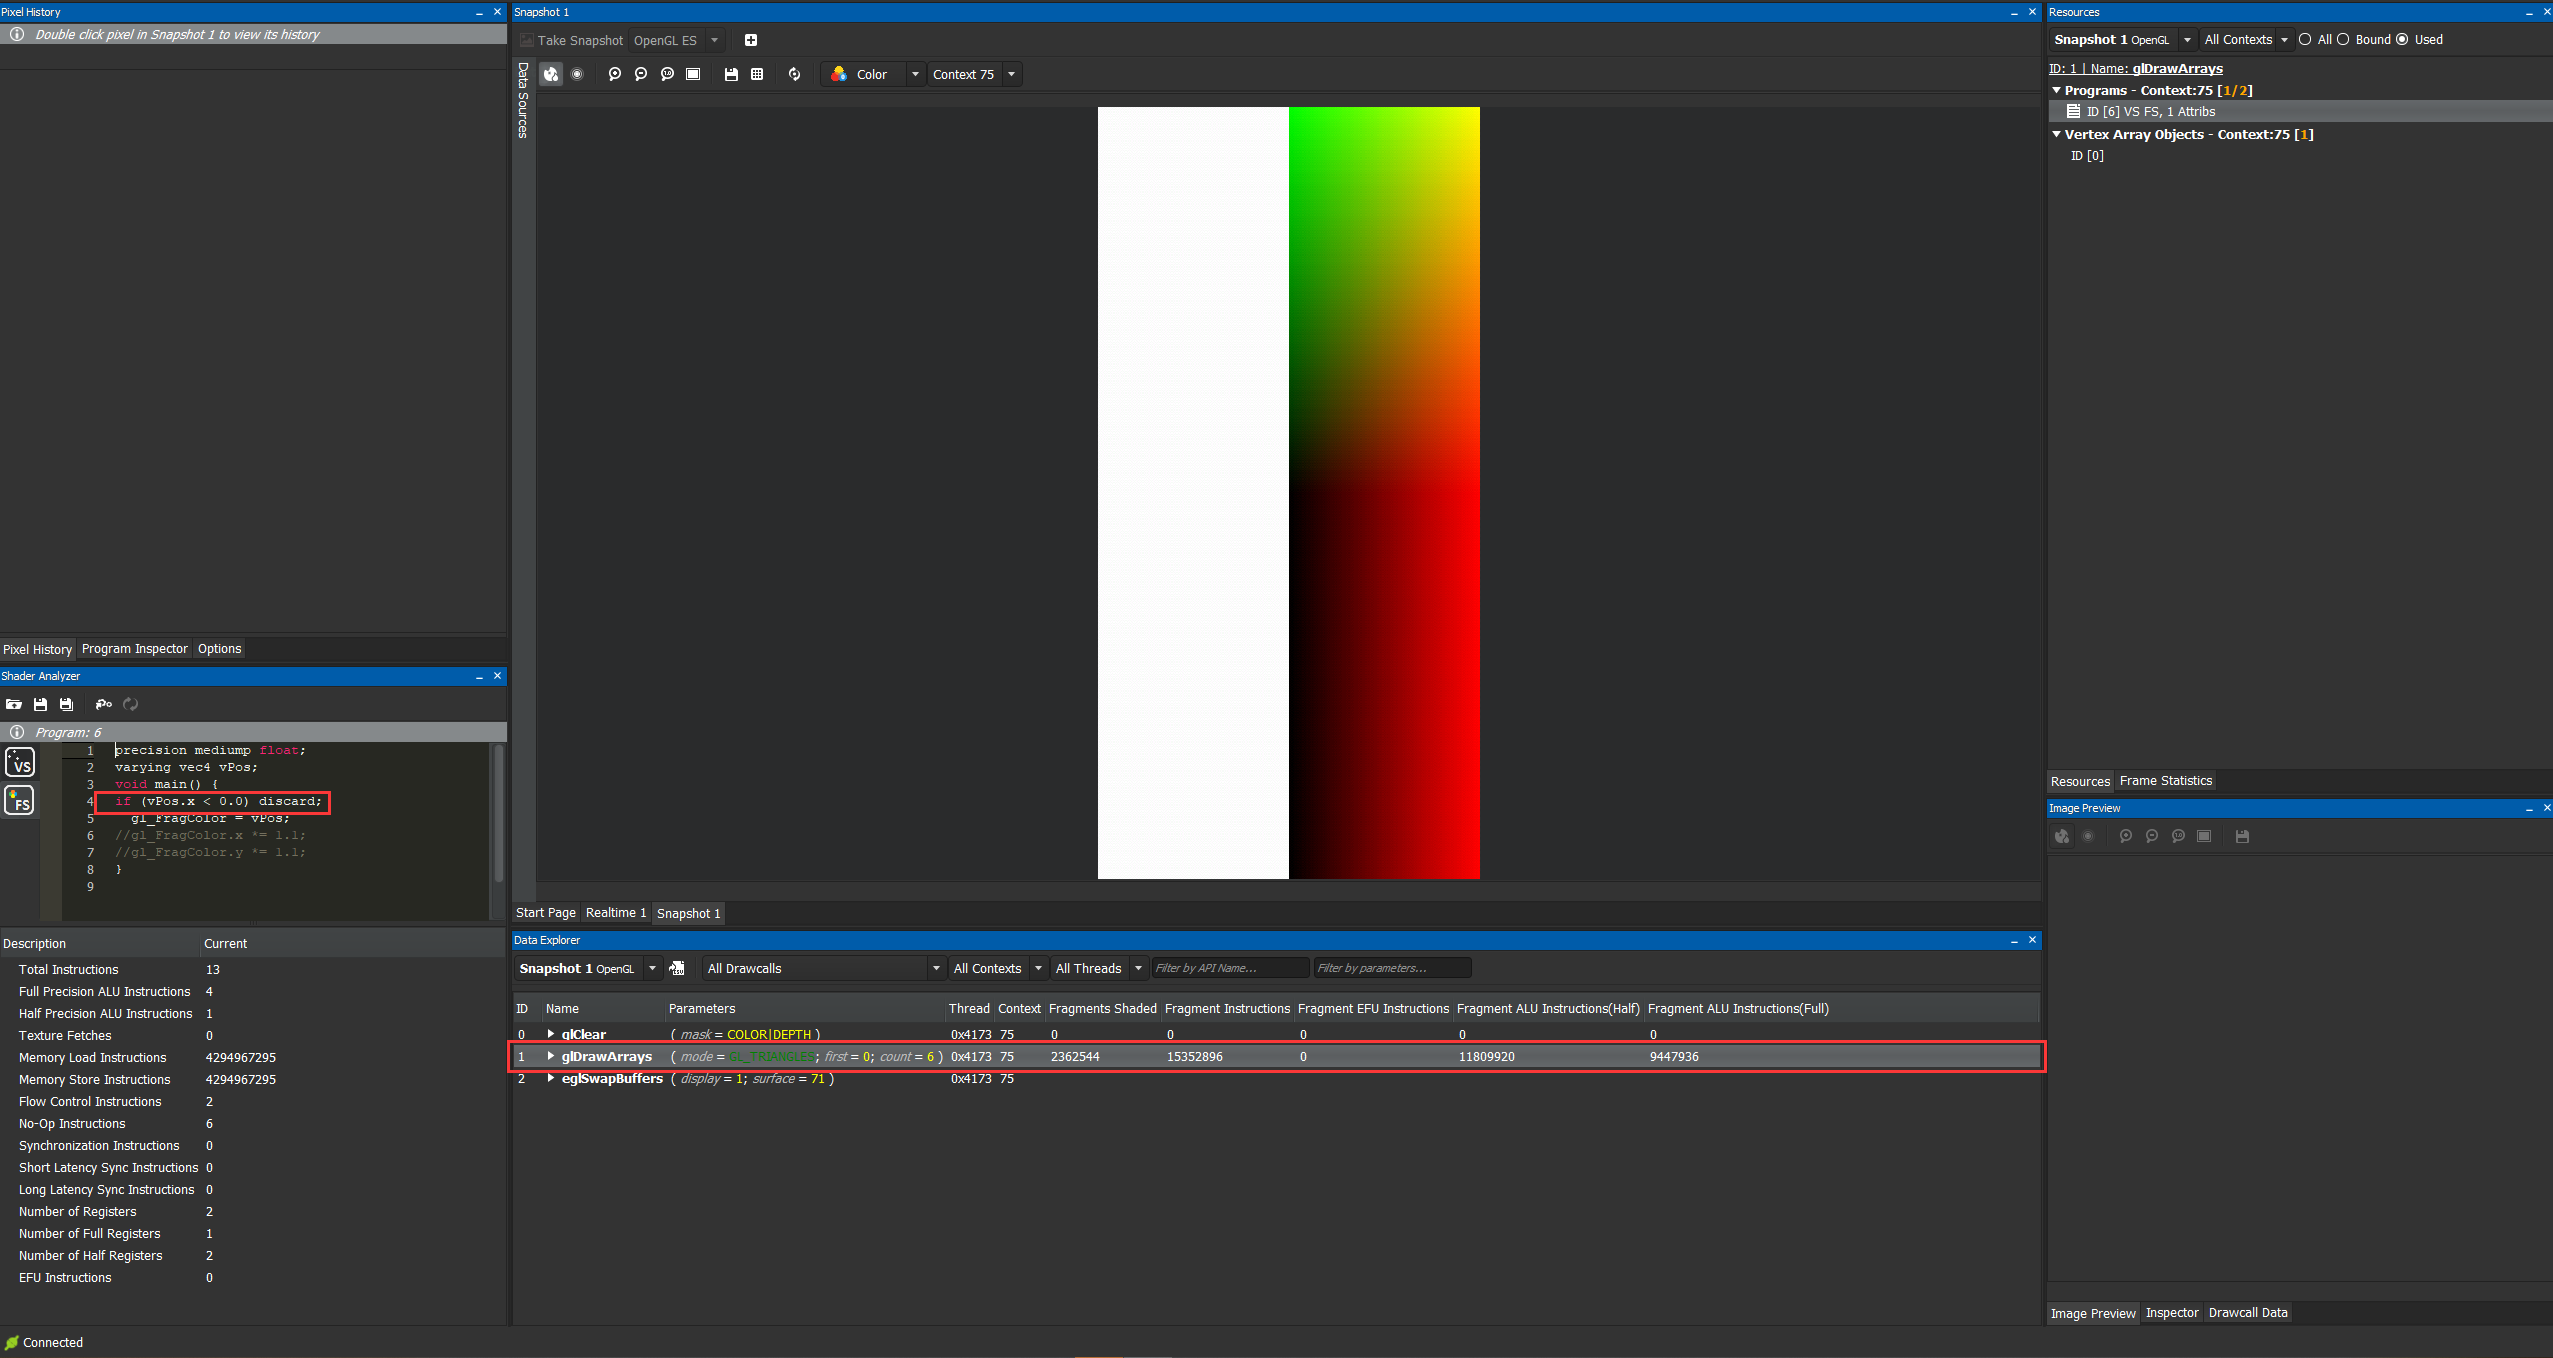 Pixel History
Double click pixel in Snapshot 1 to view its history
Pixel History
Program Inspector
Options
Shader Analyzer
Program: 6
VS
FS
1 precision mediump float;
2 varying vec4 vPos;
3 void main() {
4 if (vPos.x < 0.0) discard;
5 gl_FragColor = vPos;
6 //gl_FragColor.x *= 1.1;
7 //gl_FragColor.y *= 1.1;
8 }
9
Description Current
Total Instructions 13
Full Precision ALU Instructions 4
Half Precision ALU Instructions 1
Texture Fetches 0
Memory Load Instructions 4294967295
Memory Store Instructions 4294967295
Flow Control Instructions 2
No-Op Instructions 6
Synchronization Instructions 0
Short Latency Sync Instructions 0
Long Latency Sync Instructions 0
Number of Registers 2
Number of Full Registers 1
Number of Half Registers 2
EFU Instructions 0
Connected
Snapshot 1
Take Snapshot OpenGL ES
Data Sources
Color Context 75
Start Page Realtime 1 Snapshot 1
Data Explorer
Snapshot 1 OpenGL All Drawcalls All Contexts All Threads Filter by API Name... Filter by parameters...
ID Name Parameters Thread Context Fragments Shaded Fragment Instructions Fragment EFU Instructions Fragment ALU Instructions(Half) Fragment ALU Instructions(Full)
0 glClear ( mask = COLOR|DEPTH ) 0x4173 75 0 0 0 0 0
1 glDrawArrays ( mode = GL_TRIANGLES; first = 0; count = 6 ) 0x4173 75 2362544 15352896 0 11809920 9447936
2 eglSwapBuffers ( display = 1; surface = 71 ) 0x4173 75
Resources
Snapshot 1 OpenGL All Contexts All Bound Used
ID: 1 | Name: glDrawArrays
Programs - Context:75 [1/2]
ID [6] VS FS, 1 Attribs
Vertex Array Objects - Context:75 [1]
ID [0]
Resources Frame Statistics
Image Preview
Image Preview Inspector Drawcall Data